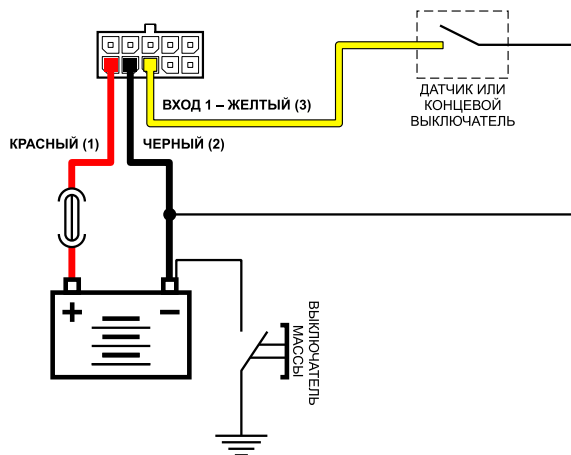 ДАТЧИК ИЛИ
КОНЦЕВОЙ
ВЫКЛЮЧАТЕЛЬ
ВХОД 1 – ЖЕЛТЫЙ (3)
КРАСНЫЙ (1)
ЧЕРНЫЙ (2)
+
–
ВЫКЛЮЧАТЕЛЬ
МАССЫ